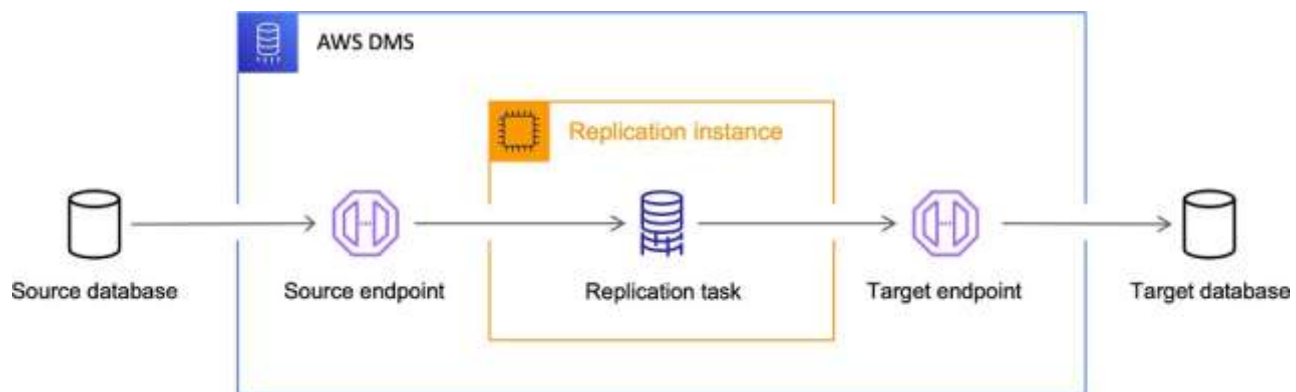 AWS DMS
Replication instance
Source database
Source endpoint
Replication task
Target endpoint
Target database